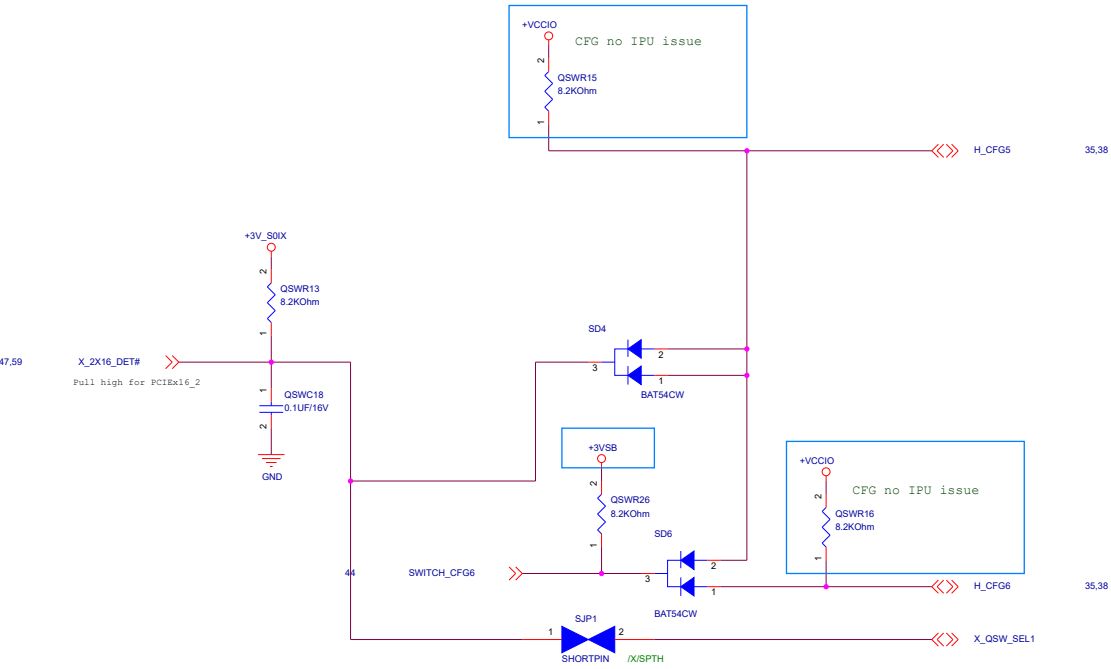 +VCCIO
CFG no IPU issue
2
QSWR15
8.2KOhm
1
H_CFG5
35,38
+3V_S0IX
2
QSWR13
8.2KOhm
1
SD4
47,59
X_2X16_DET#
2
3
Pull high for PCIEx16_2
1
1
QSWC18
0.1UF/16V
BAT54CW
2
+3VSB
+VCCIO
GND
2
CFG no IPU issue
2
QSWR26
8.2KOhm
QSWR16
8.2KOhm
1
SD6
1
44
SWITCH_CFG6
2
3
1
H_CFG6
35,38
BAT54CW
SJP1
1
2
X_QSW_SEL1
SHORTPIN
/X/SPTH